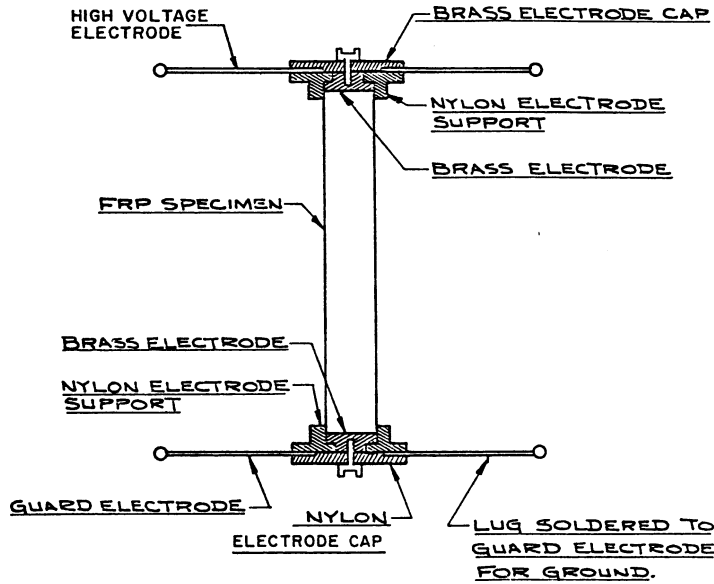 HIGH VOLTAGE
ELECTRODE
BRASS ELECTRODE CAP
NYLON ELECTRODE
SUPPORT
BRASS ELECTRODE
FRP SPECIMEN
BRASS ELECTRODE
NYLON ELECTRODE
SUPPORT
GUARD ELECTRODE
NYLON
ELECTRODE CAP
LUG SOLDERED TO
GUARD ELECTRODE
FOR GROUND.